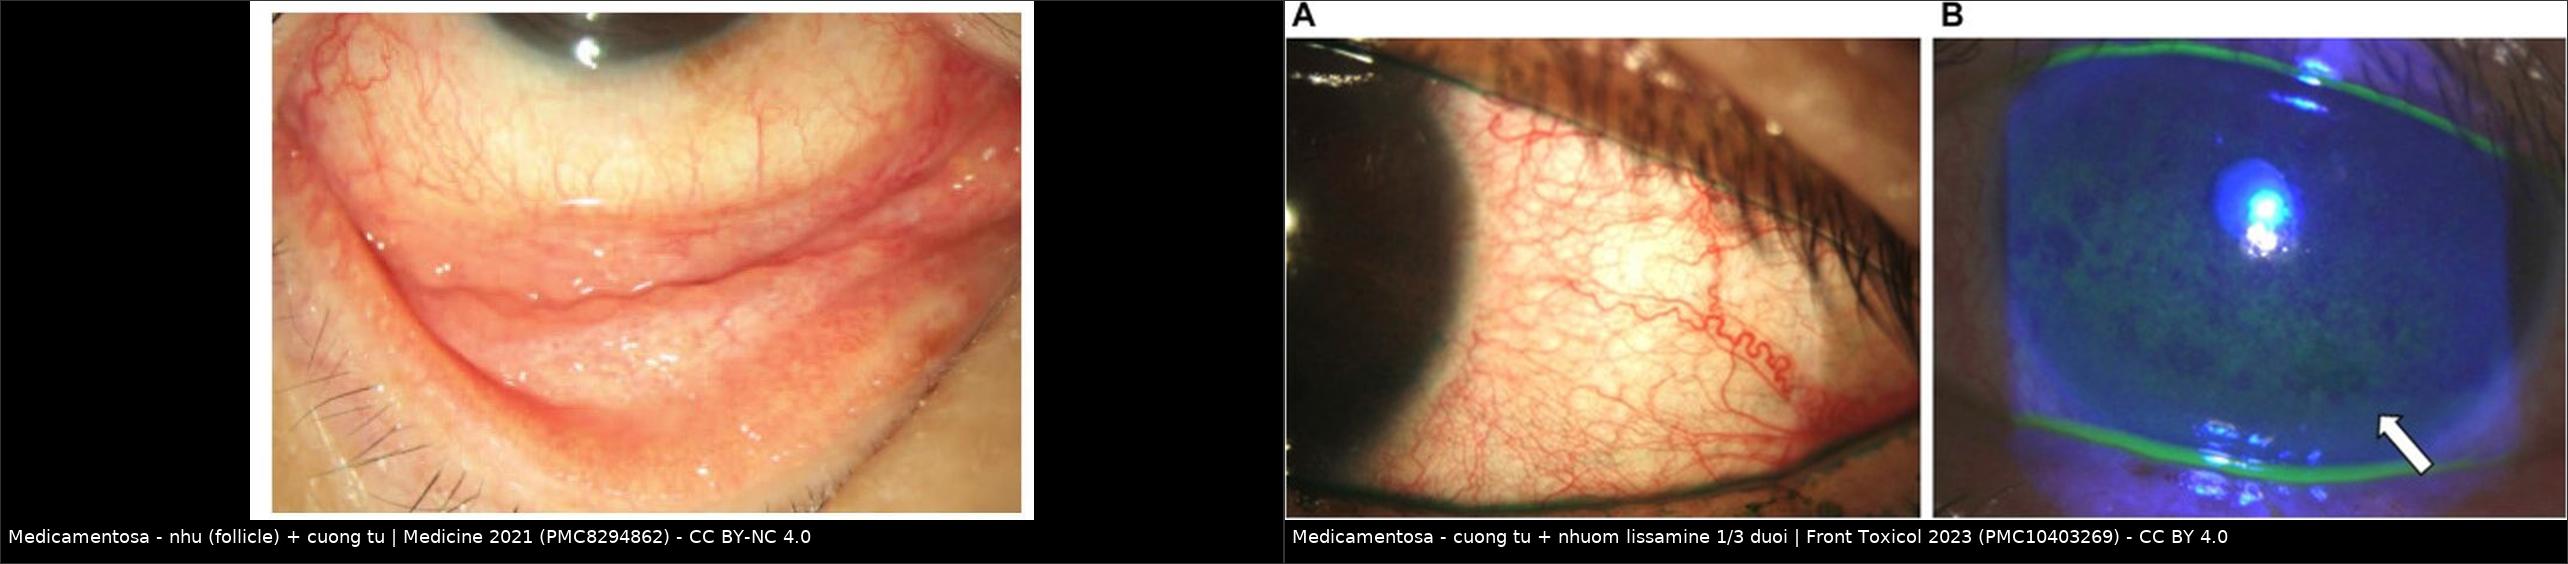 A
B
Medicamentosa - nhu (follicle) + cuong tu | Medicine 2021 (PMC8294862) - CC BY-NC 4.0
Medicamentosa - cuong tu + nhuom lissamine 1/3 duoi | Front Toxicol 2023 (PMC10403269) - CC BY 4.0